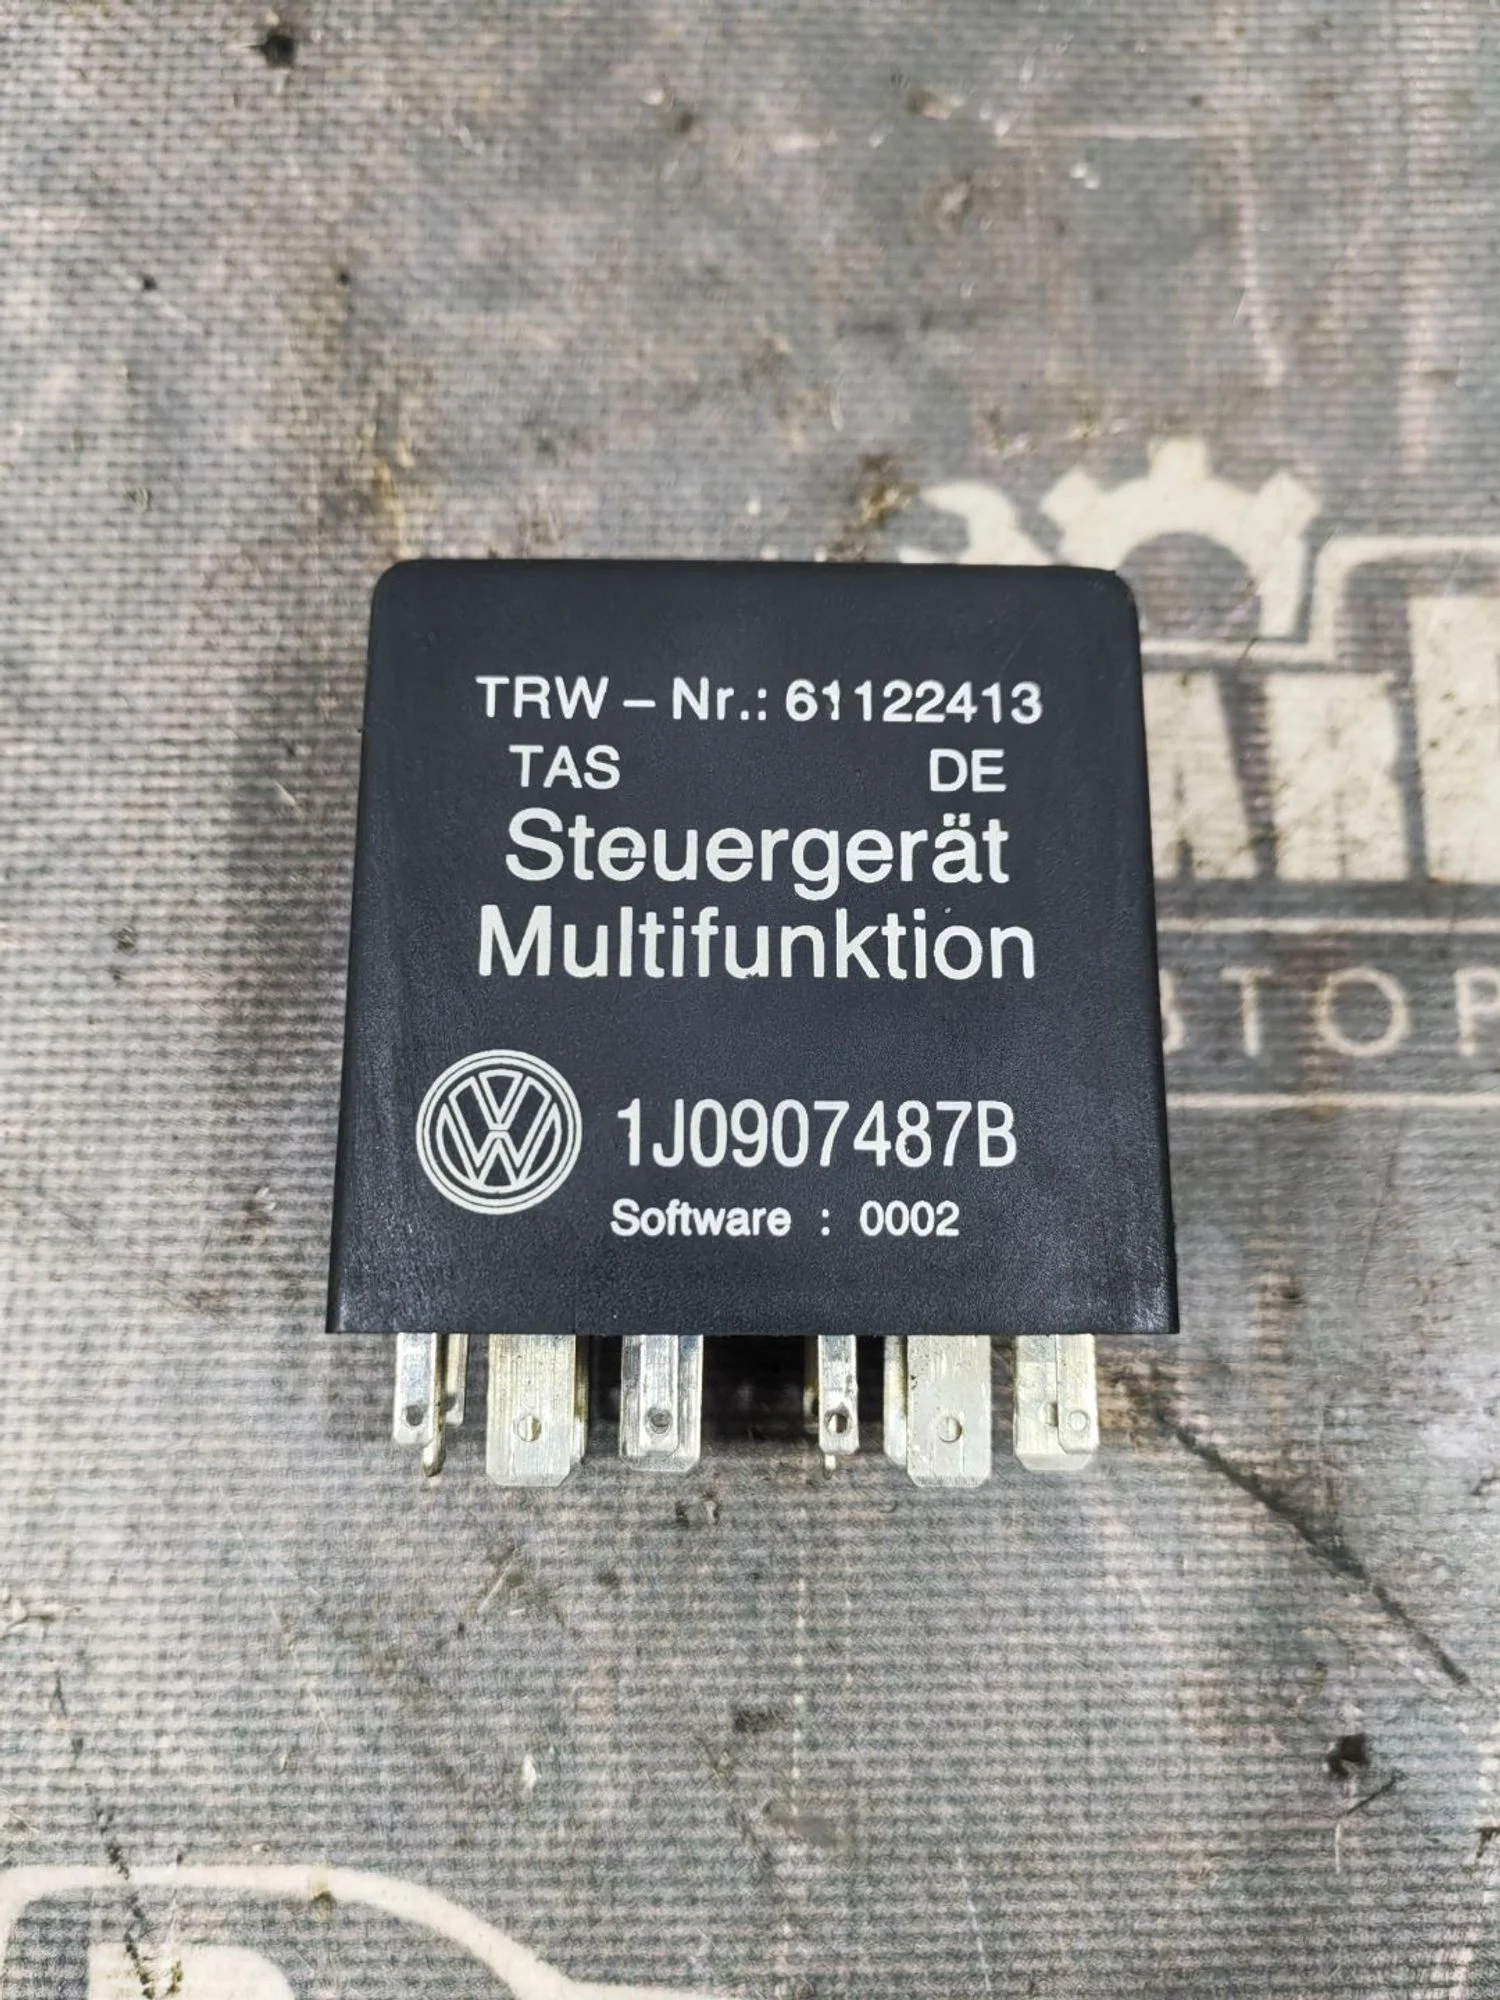 TRW – Nr.: 61122413
TAS DE
Steuergerät
Multifunktion
1J0907487B
Software : 0002